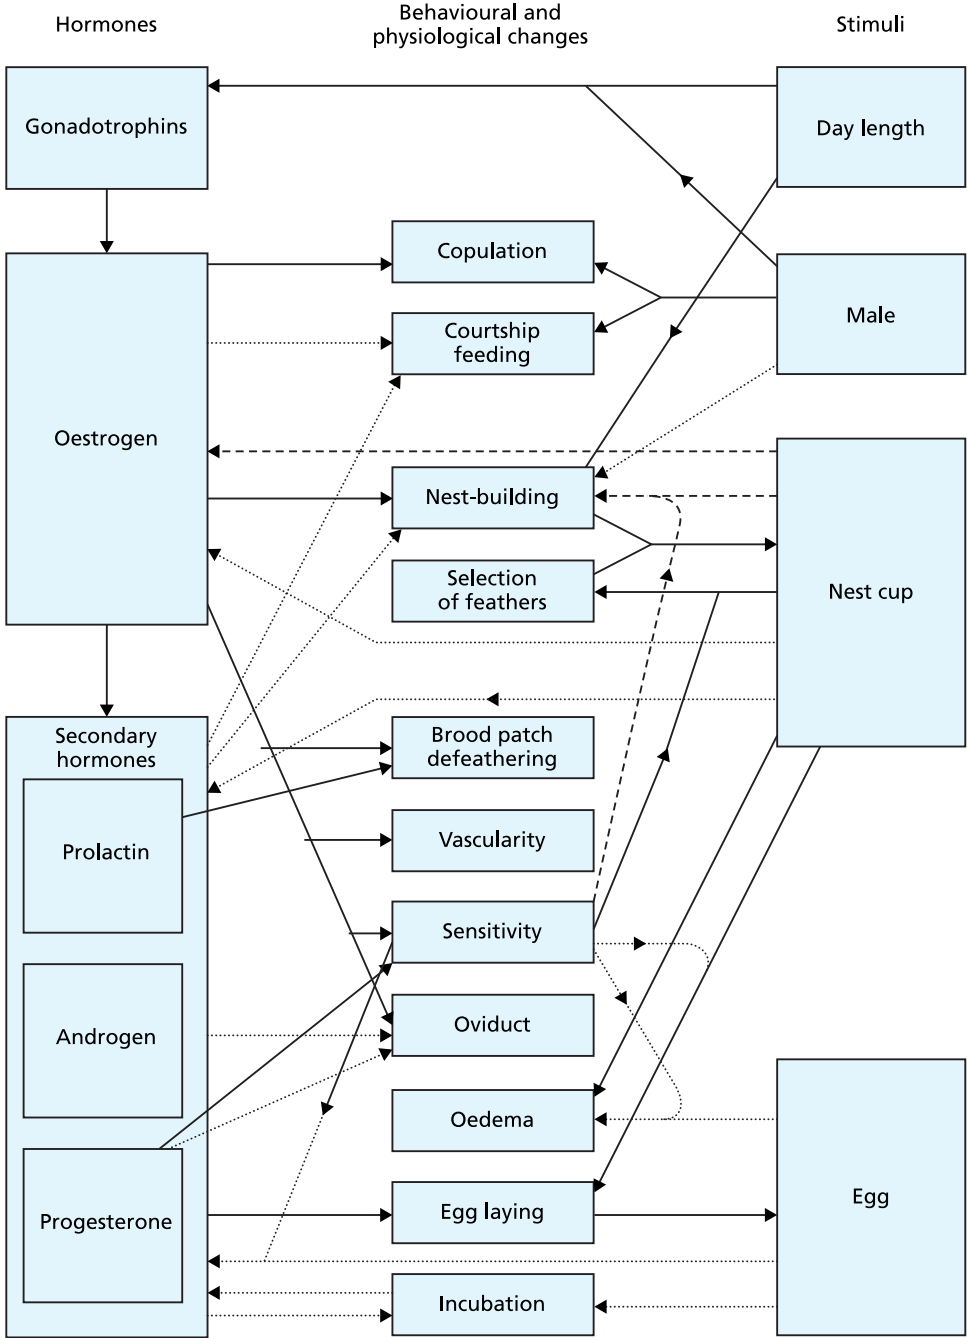 Hormones
Behavioural and
physiological changes
Stimuli
Gonadotrophins
Day length
Copulation
Male
Courtship
feeding
Oestrogen
Nest-building
Selection
of feathers
Nest cup
Secondary
hormones
Brood patch
defeathering
Prolactin
Vascularity
Sensitivity
Androgen
Oviduct
Oedema
Egg
Progesterone
Egg laying
Incubation